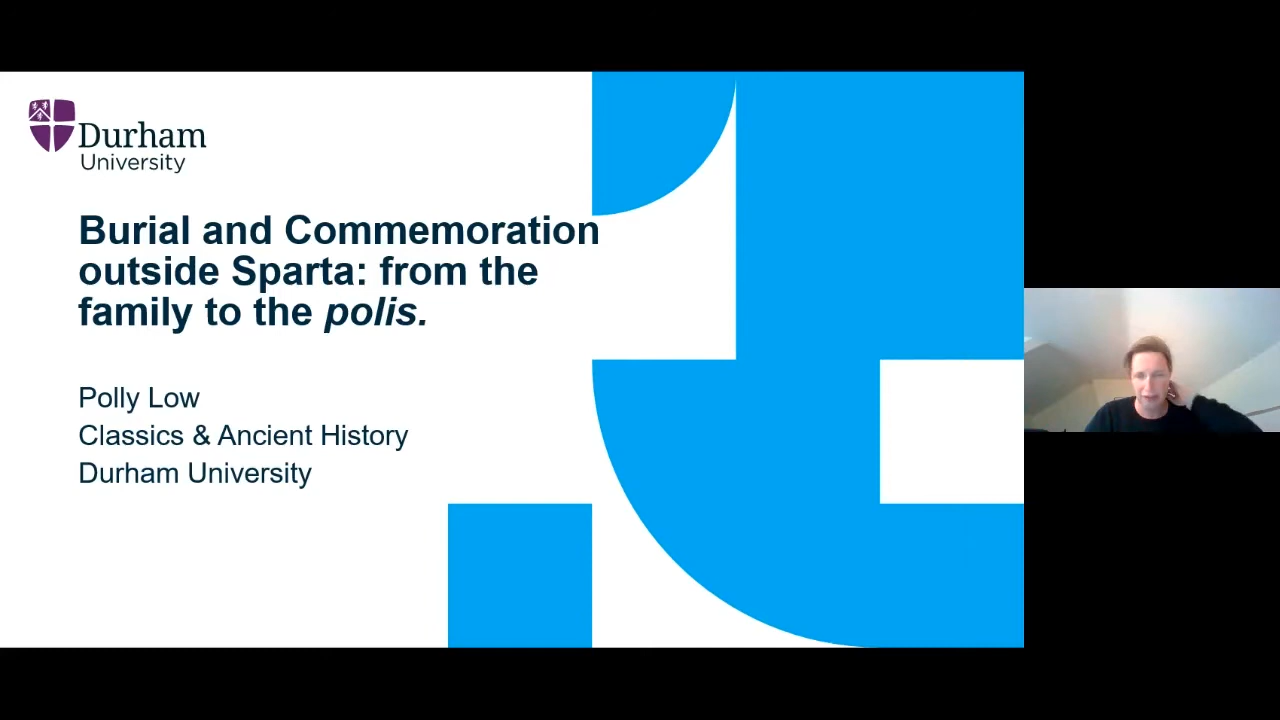 Durham
University
Burial and Commemoration
outside Sparta: from the
family to the polis.
Polly Low
Classics & Ancient History
Durham University